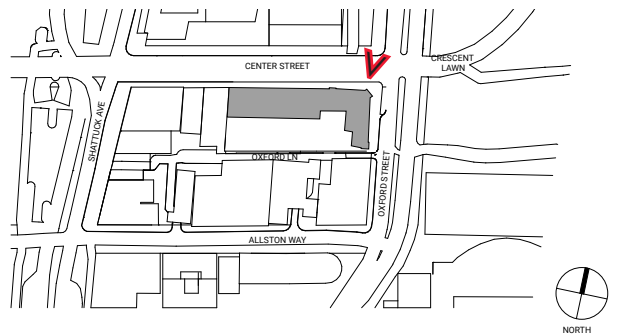 CENTER STREET
CRESCENT
LAWN
SHATTUCK AVE
OXFORD LN
OXFORD STREET
ALLSTON WAY
NORTH